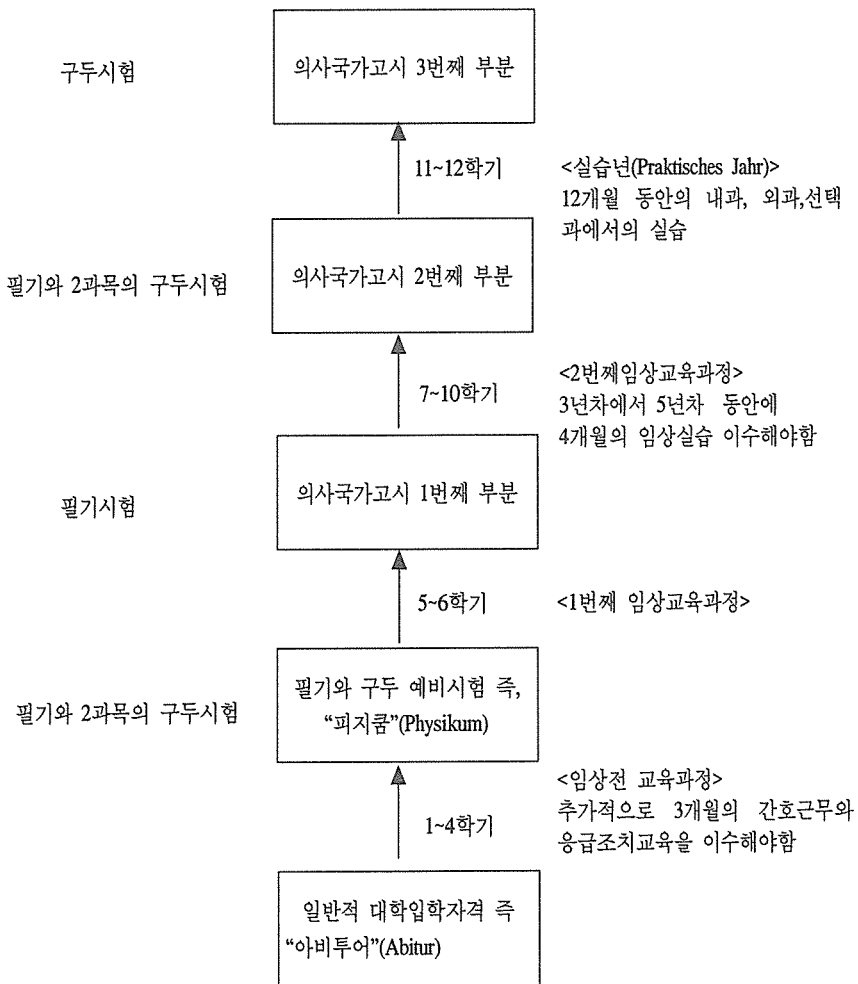 구두시험
의사국가고시 3번째 부분
11~12학기
<실습년(Praktisches Jahr)>
12개월 동안의 내과, 외과,선택
과에서의 실습
필기와 2과목의 구두시험
의사국가고시 2번째 부분
7~10학기
<2번째임상교육과정>
3년차에서 5년차 동안에
4개월의 임상실습 이수해야함
필기시험
의사국가고시 1번째 부분
5~6학기
<1번째 임상교육과정>
필기와 2과목의 구두시험
필기와 구두 예비시험 즉,
“피지쿰”(Physikum)
1~4학기
<임상전 교육과정>
추가적으로 3개월의 간호근무와
응급조치교육을 이수해야함
일반적 대학입학자격 즉
“아비투어”(Abitur)